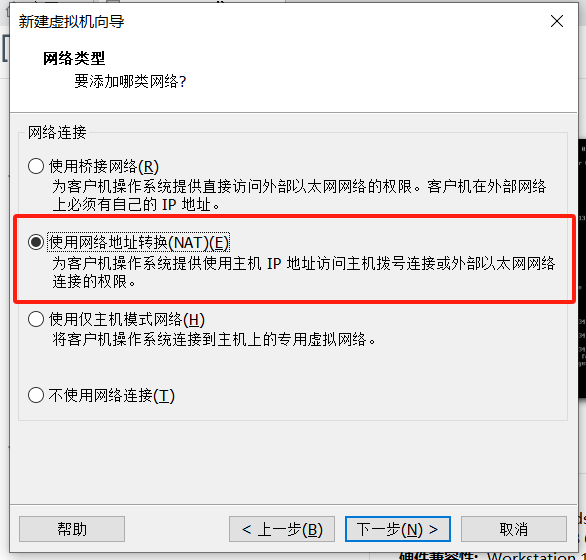 新建虚拟机向导
网络类型
要添加哪类网络?
网络连接
使用桥接网络(R)
为客户机操作系统提供直接访问外部以太网网络的权限。客户机在外部网络
上必须有自己的 IP 地址。
使用网络地址转换(NAT)(E)
为客户机操作系统提供使用主机 IP 地址访问主机拨号连接或外部以太网网络
连接的权限。
使用仅主机模式网络(H)
将客户机操作系统连接到主机上的专用虚拟网络。
不使用网络连接(T)
帮助
< 上一步(B)
下一步(N) >
取消
硬件兼容性: Workstation